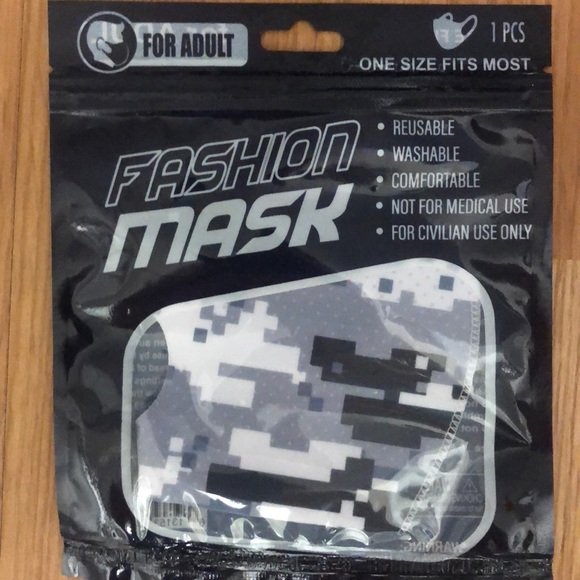 FOR ADULT
1 PCS
ONE SIZE FITS MOST
FASHION
MASK
• REUSABLE
• WASHABLE
• COMFORTABLE
• NOT FOR MEDICAL USE
• FOR CIVILIAN USE ONLY
WARNING